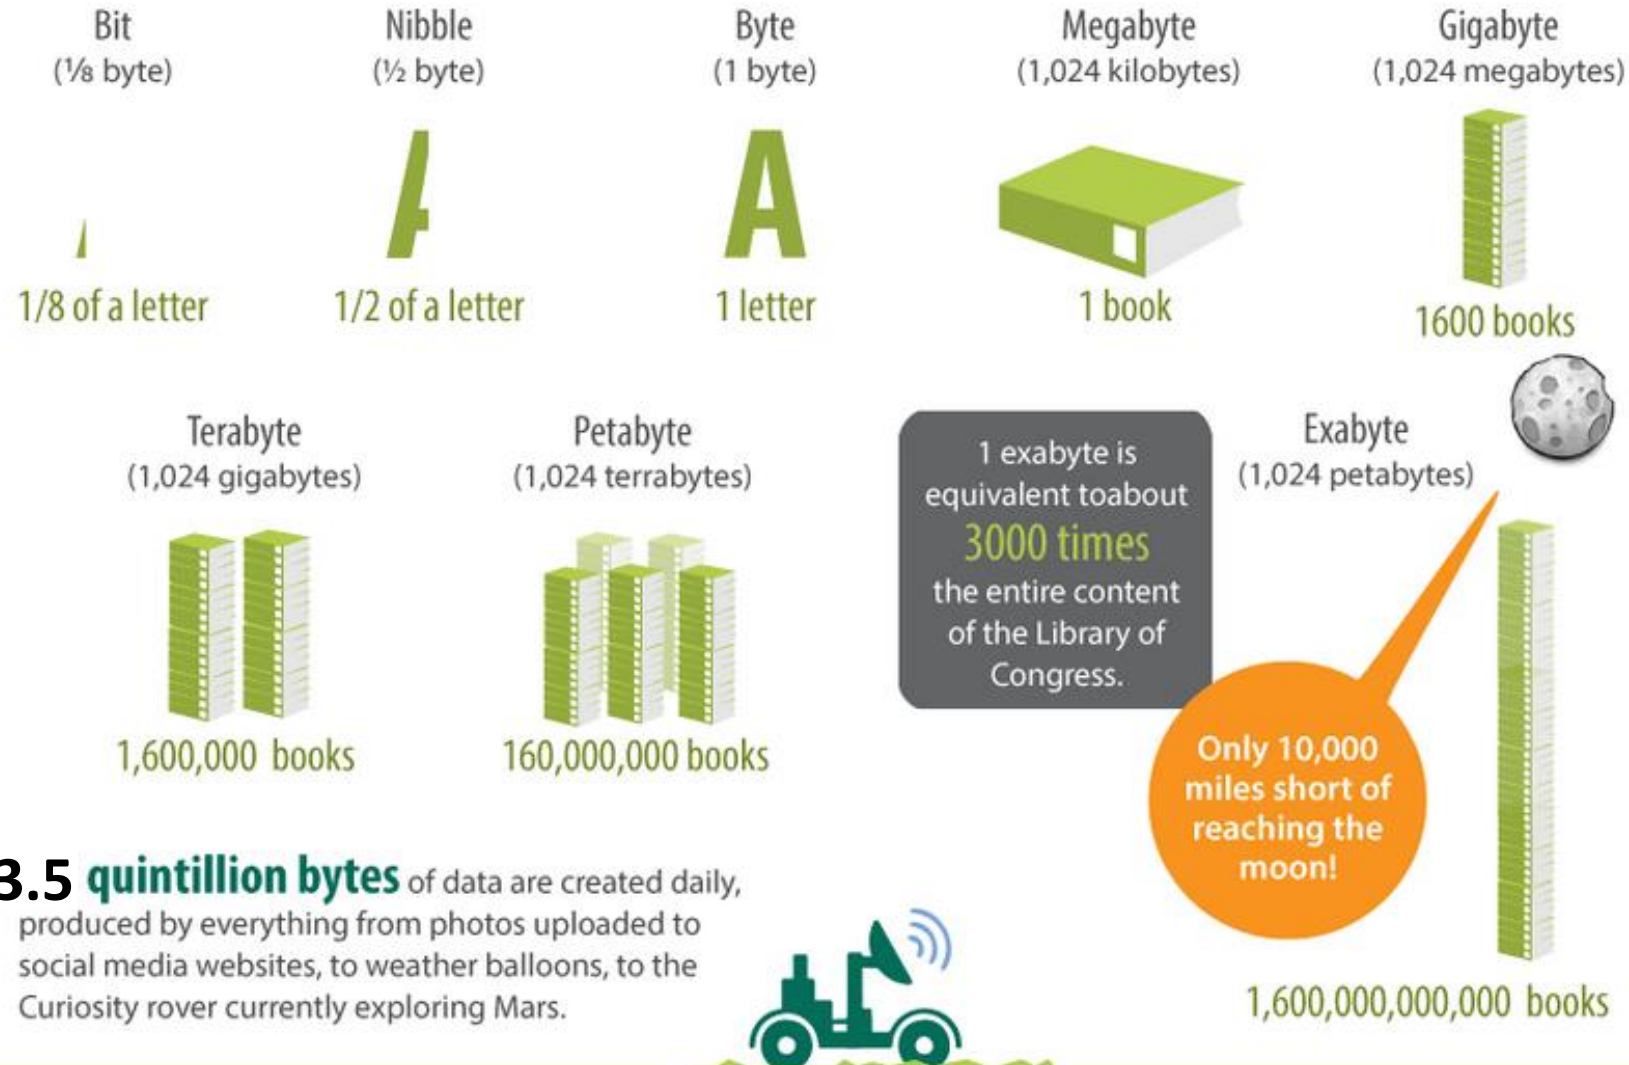 Bit
(⅛ byte)
1/8 of a letter
Nibble
(½ byte)
1/2 of a letter
Byte
(1 byte)
A
1 letter
Megabyte
(1,024 kilobytes)
1 book
Gigabyte
(1,024 megabytes)
1600 books
Terabyte
(1,024 gigabytes)
1,600,000 books
Petabyte
(1,024 terrabytes)
160,000,000 books
1 exabyte is
equivalent toabout
3000 times
the entire content
of the Library of
Congress.
Exabyte
(1,024 petabytes)
Only 10,000
miles short of
reaching the
moon!
1,600,000,000,000 books
3.5 quintillion bytes of data are created daily,
produced by everything from photos uploaded to
social media websites, to weather balloons, to the
Curiosity rover currently exploring Mars.